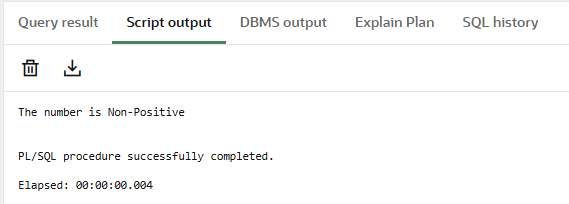 Query result Script output DBMS output Explain Plan SQL history
The number is Non-Positive
PL/SQL procedure successfully completed.
Elapsed: 00:00:00.004